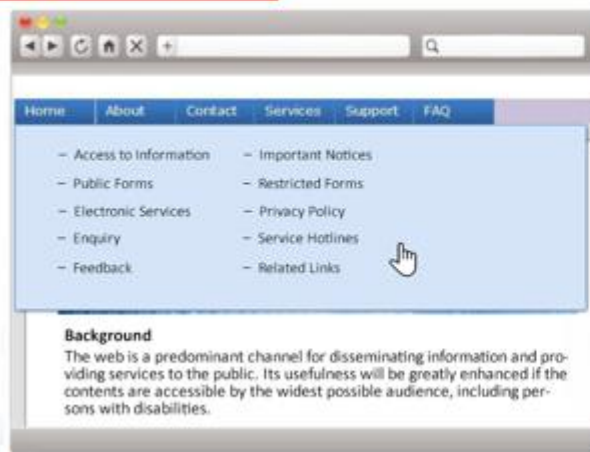 Home About Contact Services Support FAQ
– Access to Information – Important Notices
– Public Forms – Restricted Forms
– Electronic Services – Privacy Policy
– Enquiry – Service Hotlines
– Feedback – Related Links
Background
The web is a predominant channel for disseminating information and pro-
viding services to the public. Its usefulness will be greatly enhanced if the
contents are accessible by the widest possible audience, including per-
sons with disabilities.